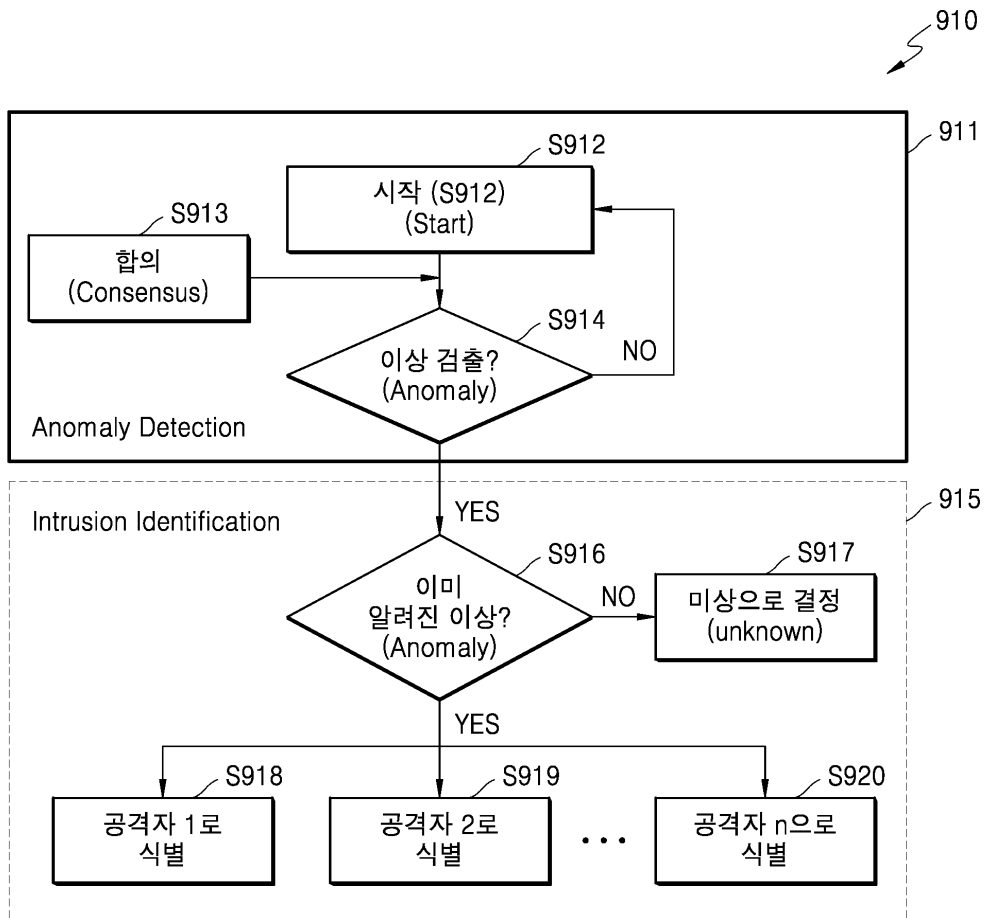 910
911
S912
시작 (S912)
(Start)
S913
합의
(Consensus)
S914
이상 검출?
(Anomaly)
NO
Anomaly Detection
YES
915
Intrusion Identification
S916
이미
알려진 이상?
(Anomaly)
NO
S917
미상으로 결정
(unknown)
YES
S918
공격자 1로
식별
S919
공격자 2로
식별
• • •
S920
공격자 n으로
식별